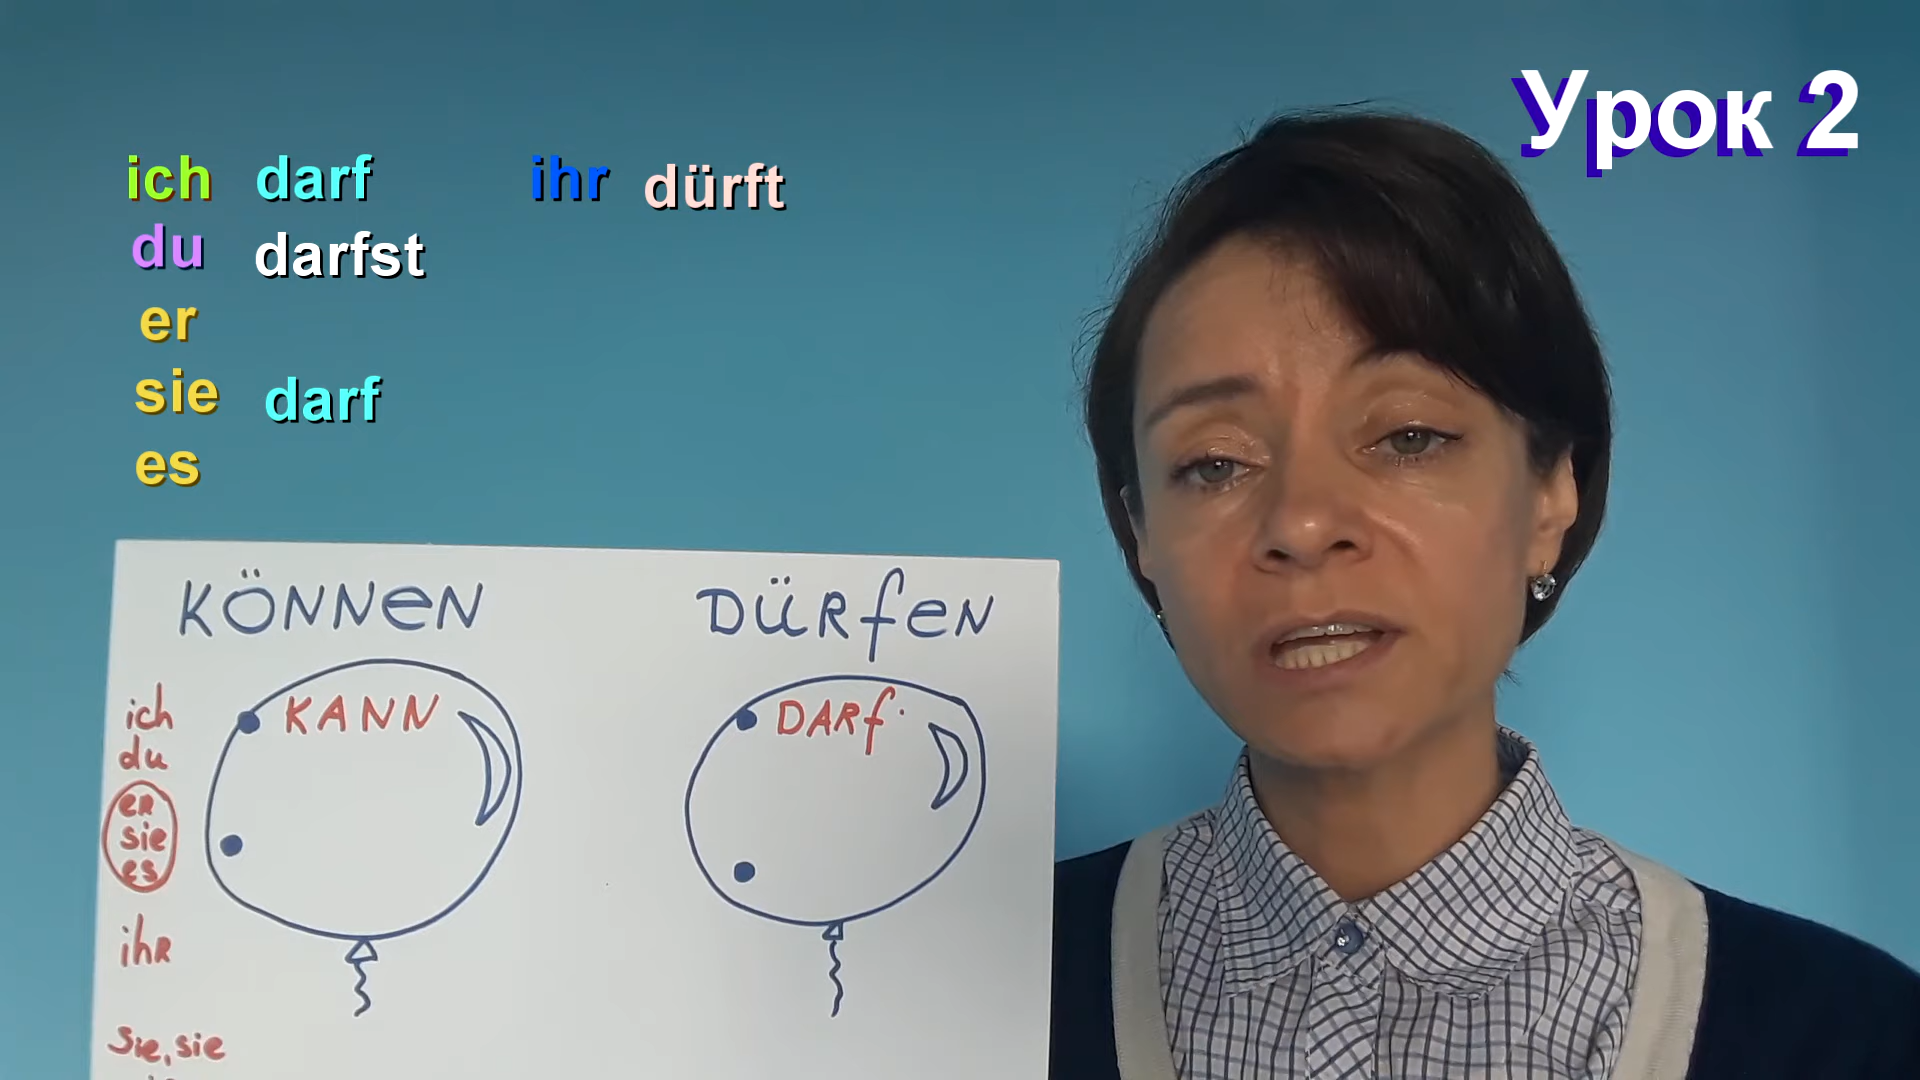 Урок 2
ich darf ihr dürft
du darfst
er
sie darf
es
KÖNNEN DÜRfEN
ich KANN DARf
du
er
sie
es
ihR
Sie, sie